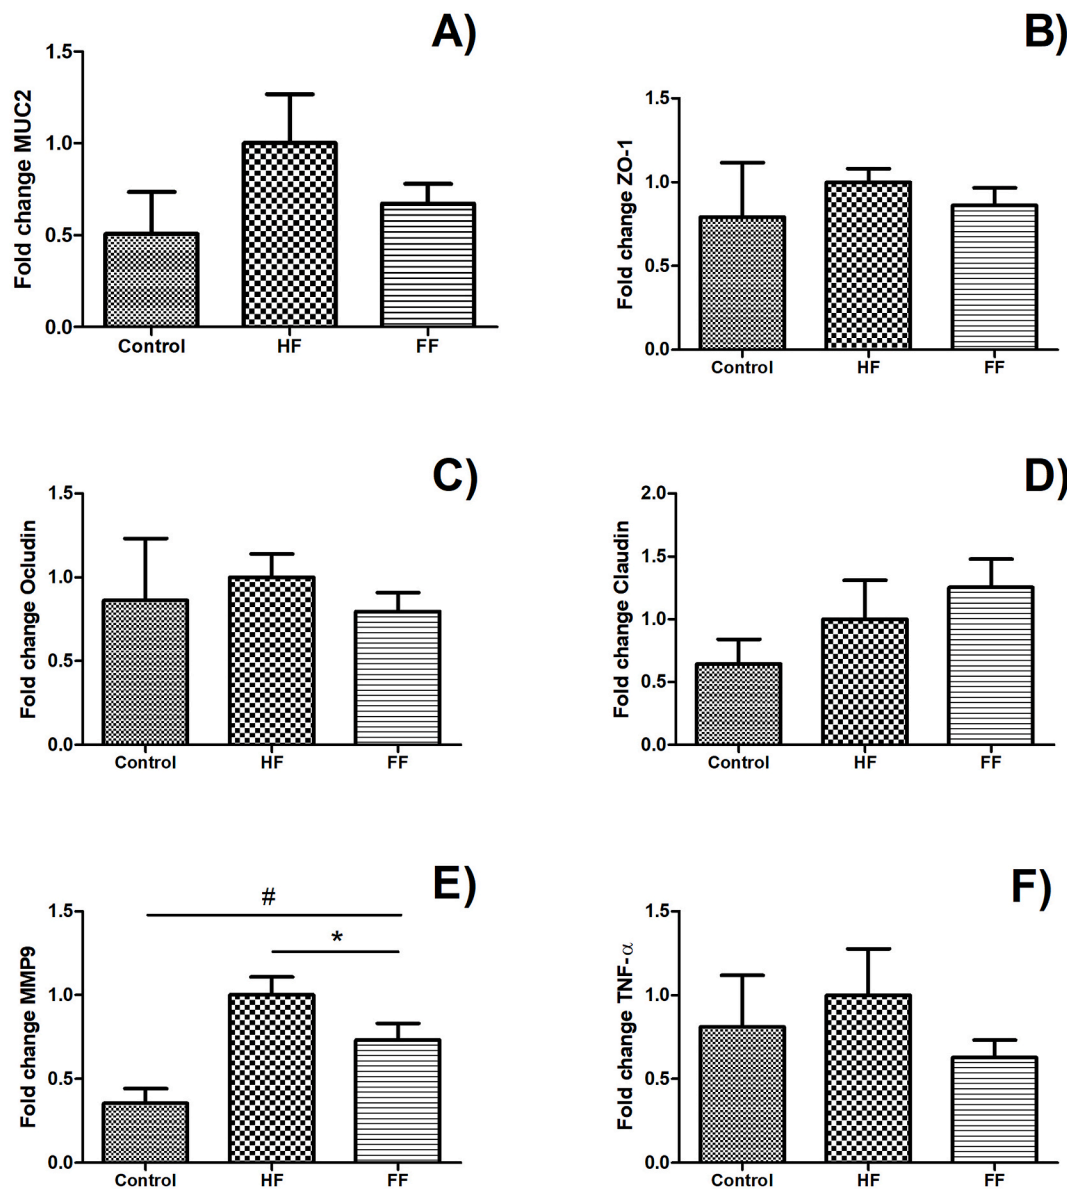 A)
Fold change MUC2
1.5
1.0
0.5
0.0
Control HF FF
B)
Fold change ZO-1
1.5
1.0
0.5
0.0
Control HF FF
C)
Fold change Ocludin
1.5
1.0
0.5
0.0
Control HF FF
D)
Fold change Claudin
2.0
1.5
1.0
0.5
0.0
Control HF FF
E)
Fold change MMP9
1.5
1.0
0.5
0.0
#
*
Control HF FF
F)
Fold change TNF-α
1.5
1.0
0.5
0.0
Control HF FF